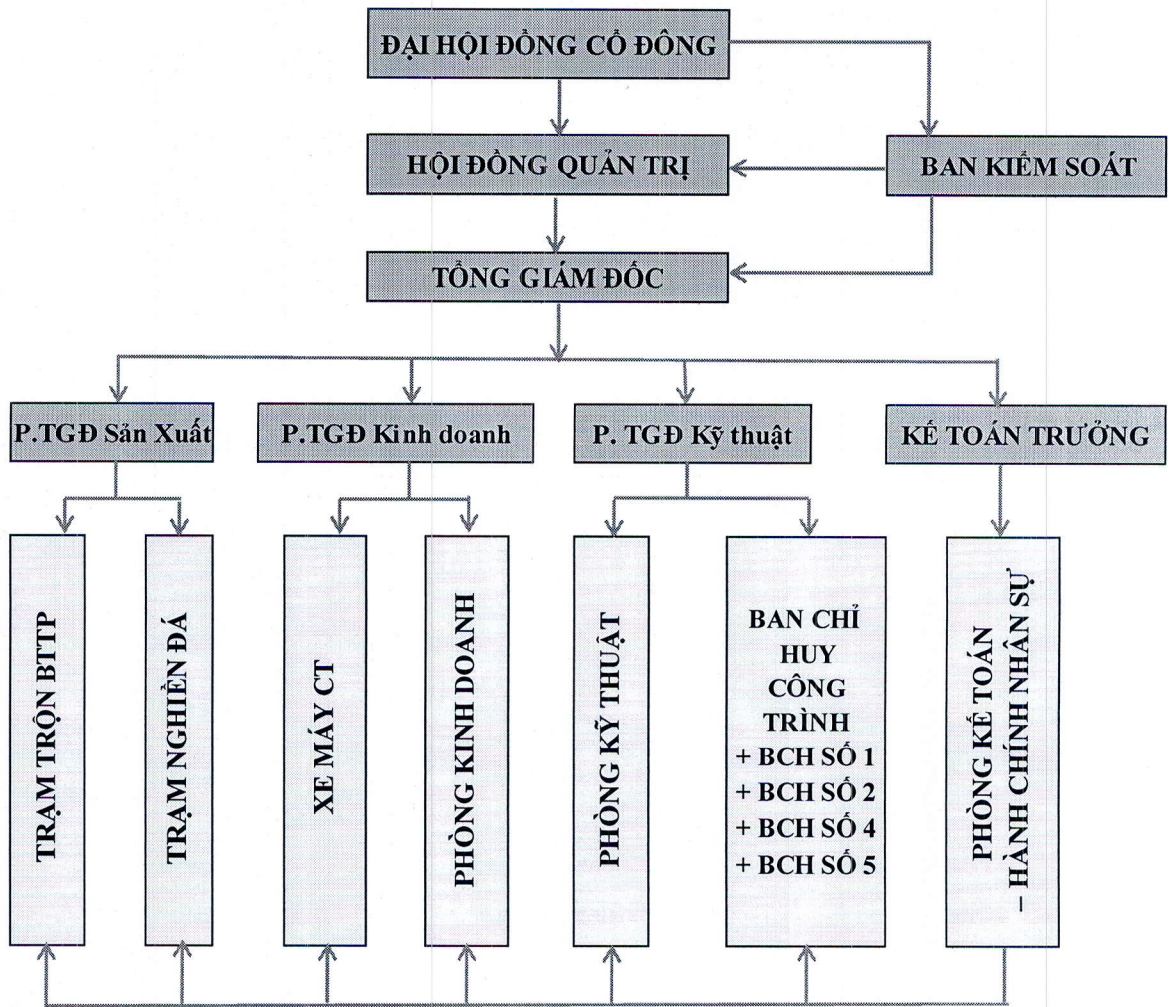 ĐẠI HỘI ĐỒNG CỔ ĐÔNG
HỘI ĐỒNG QUẢN TRỊ
BAN KIỂM SOÁT
TỔNG GIÁM ĐỐC
P.TGĐ Sản Xuất
P.TGĐ Kinh doanh
P. TGĐ Kỹ thuật
KẾ TOÁN TRƯỞNG
TRẠM TRỘN BTTP
TRẠM NGHIỀN ĐÁ
XE MÁY CT
PHÒNG KINH DOANH
PHÒNG KỸ THUẬT
BAN CHỈ
HUY
CÔNG
TRÌNH
+ BCH SỐ 1
+ BCH SỐ 2
+ BCH SỐ 4
+ BCH SỐ 5
PHÒNG KẾ TOÁN
– HÀNH CHÍNH NHÂN SỰ